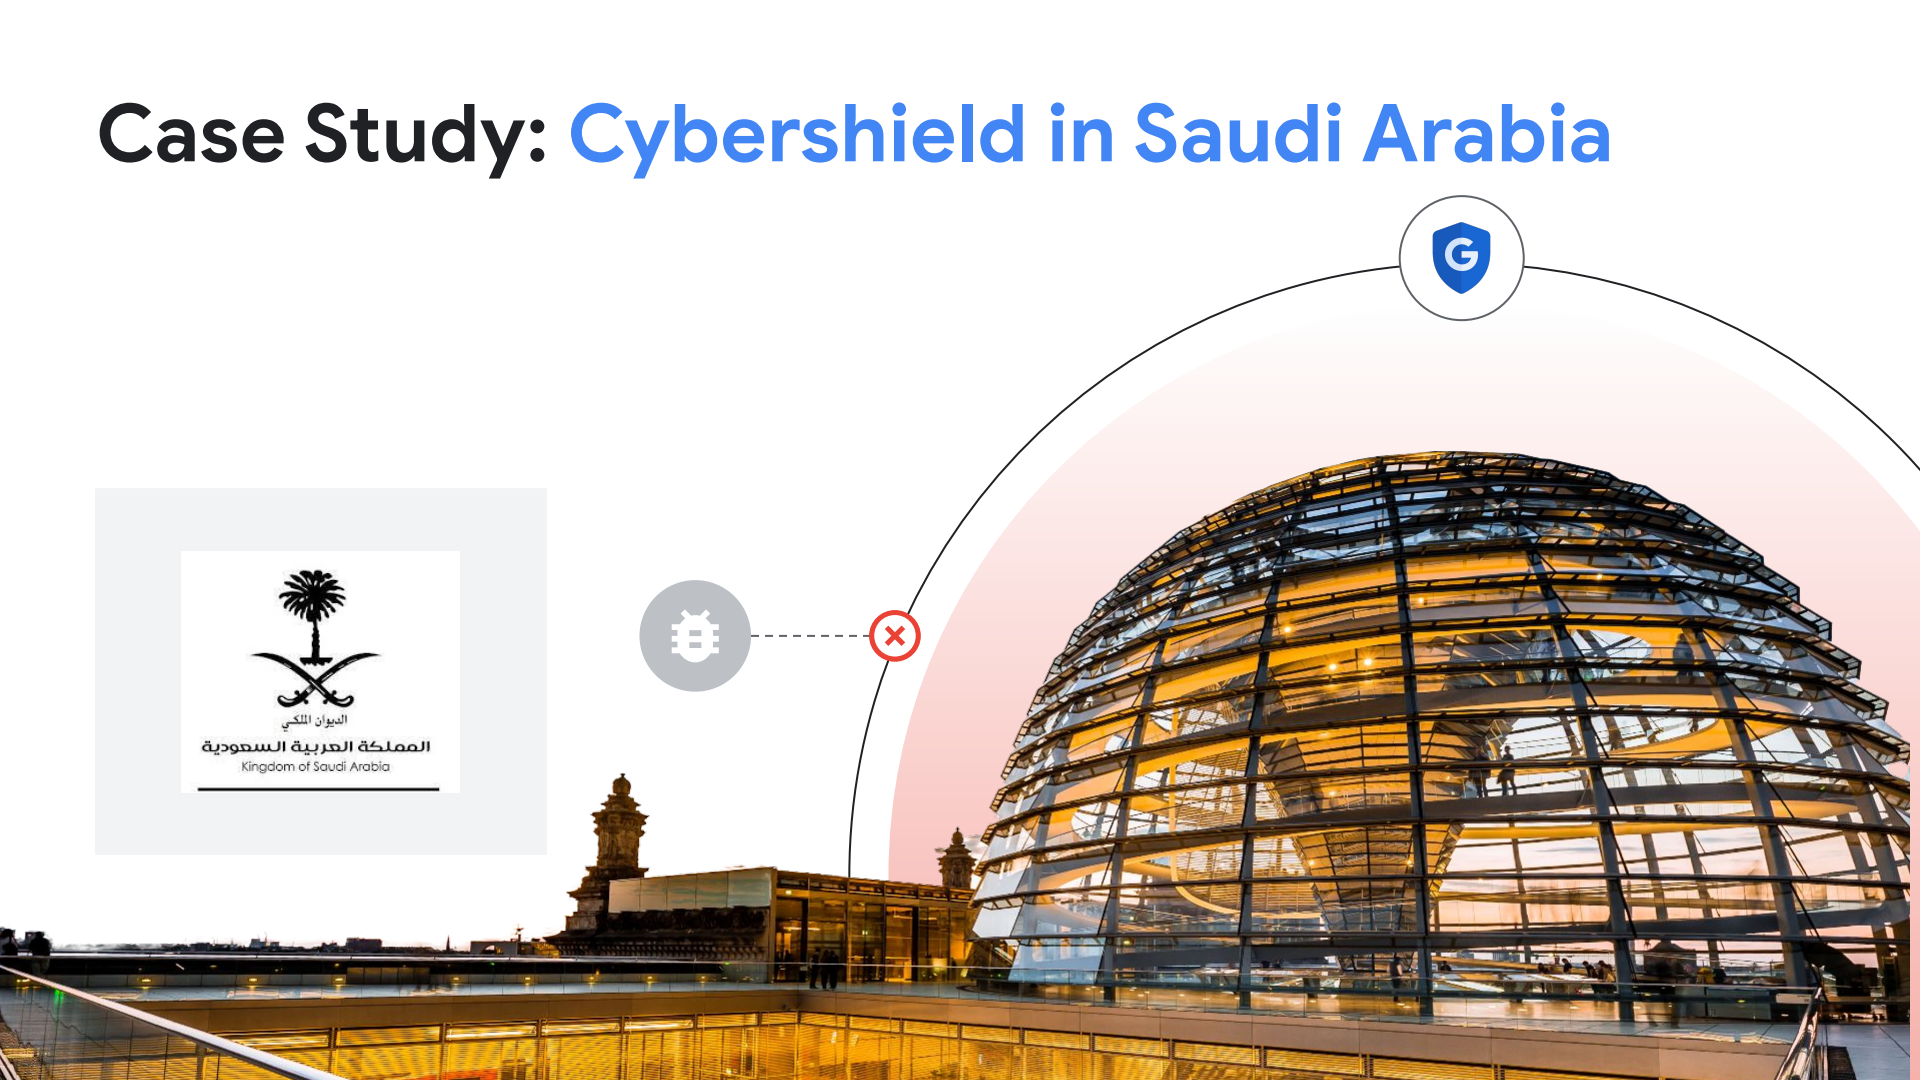 Case Study: Cybershield in Saudi Arabia
G
الديوان الملكي
المملكة العربية السعودية
Kingdom of Saudi Arabia